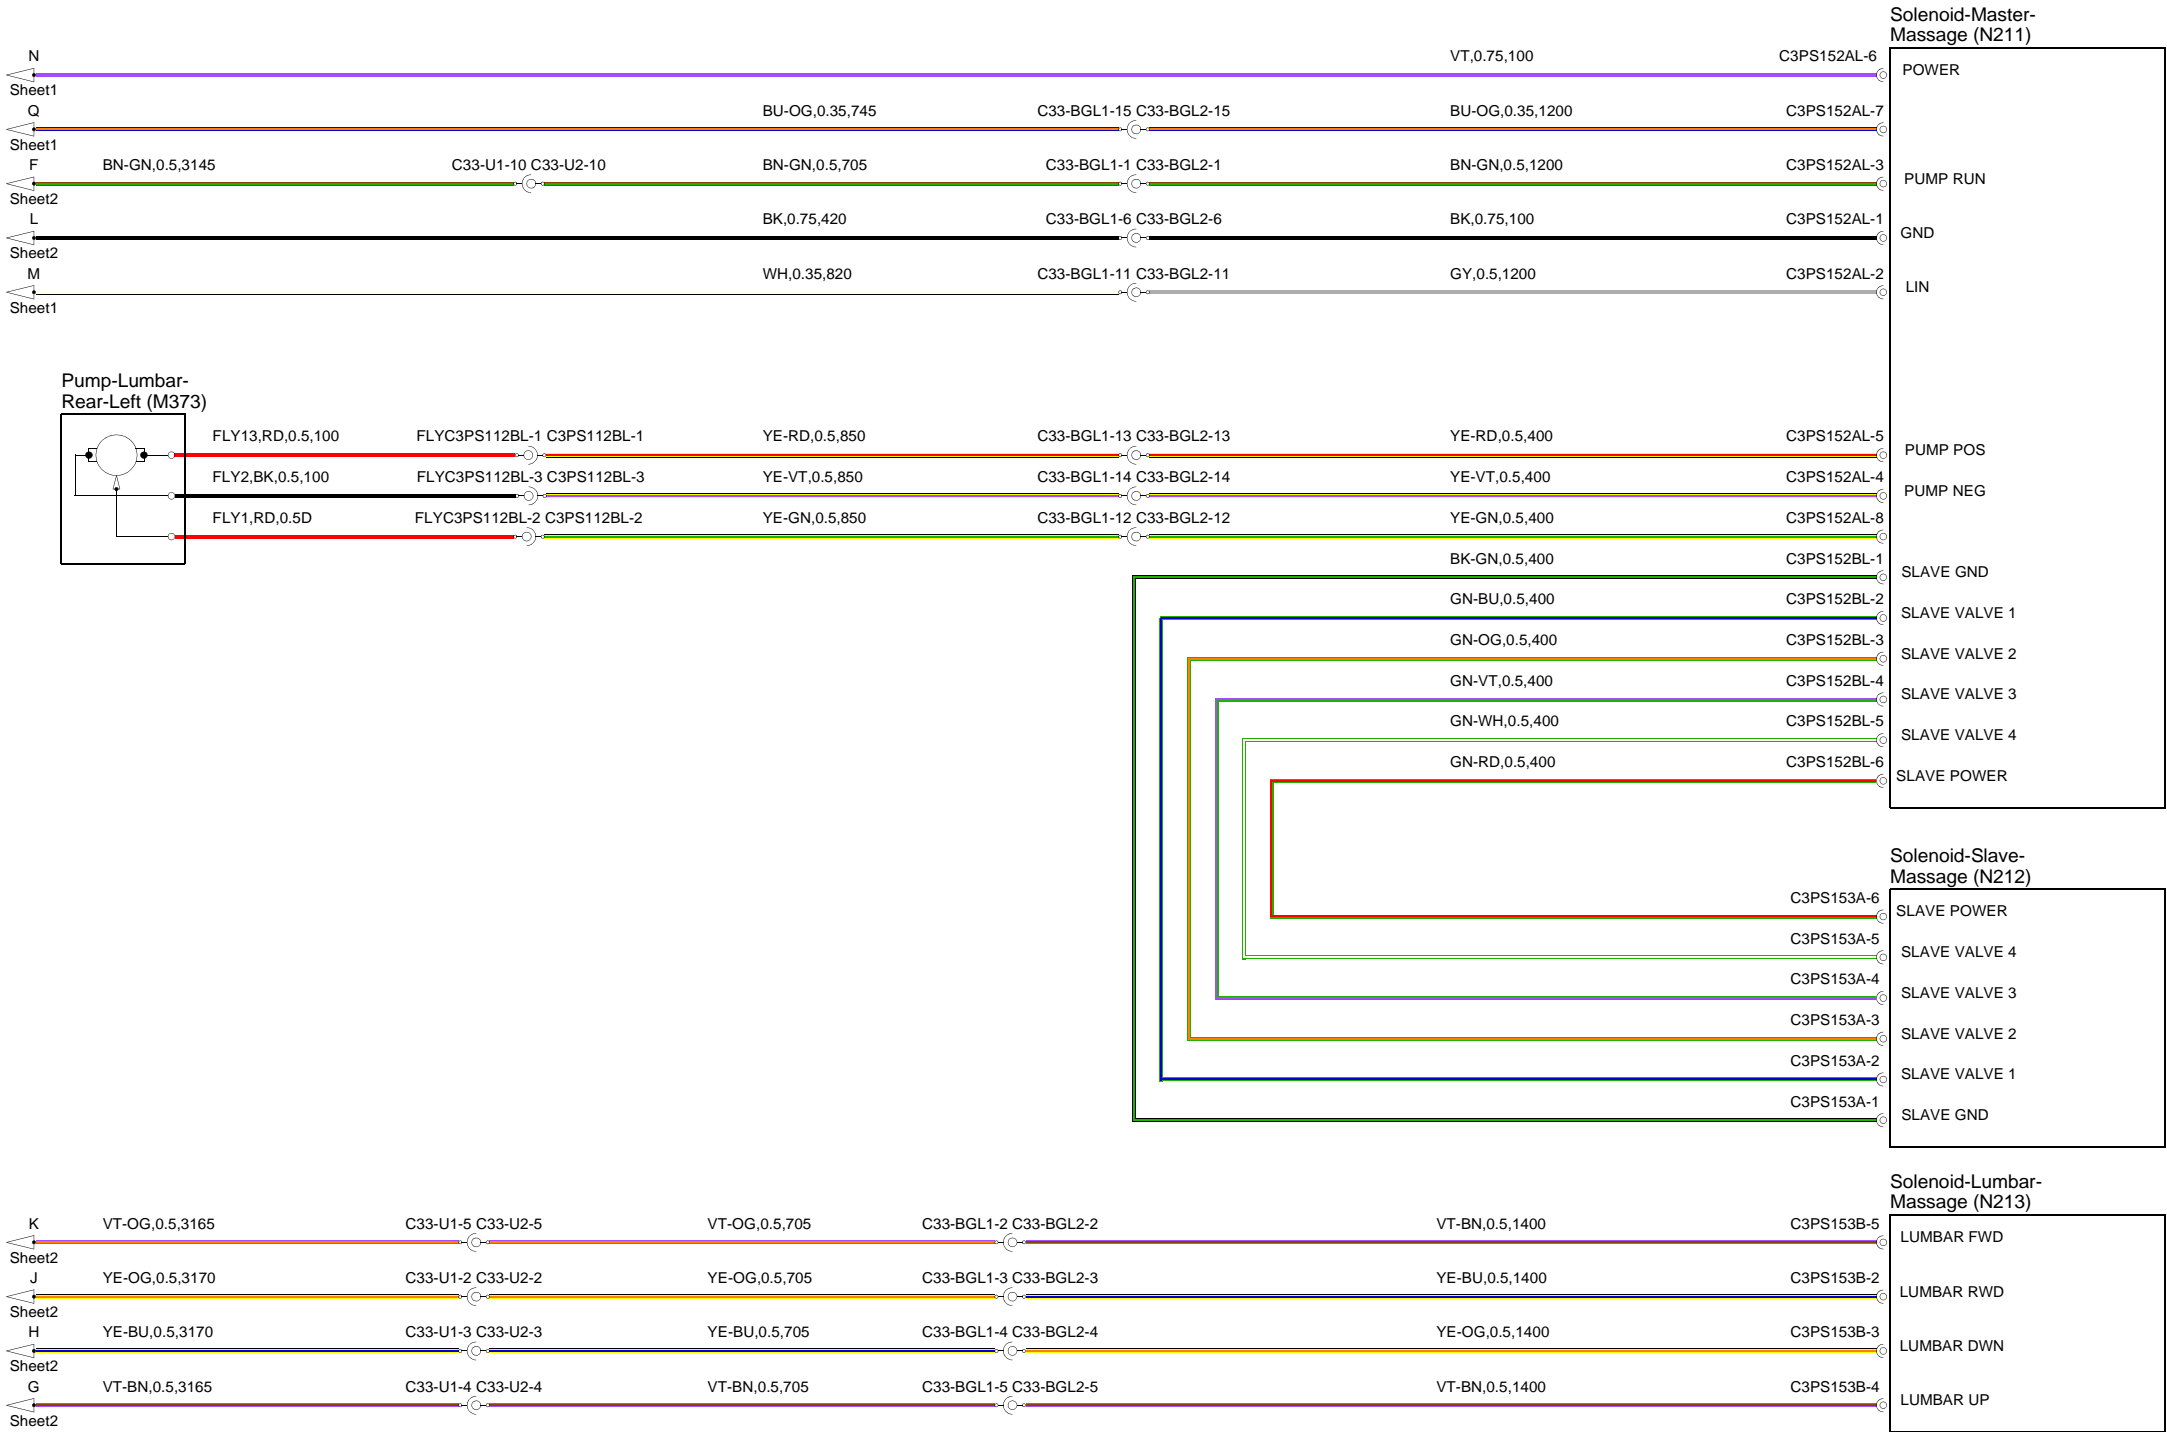 Solenoid-Master-
Massage (N211)
N
VT,0.75,100
C3PS152AL-6
POWER
Sheet1
Q
BU-OG,0.35,745
C33-BGL1-15 C33-BGL2-15
BU-OG,0.35,1200
C3PS152AL-7
Sheet1
F
BN-GN,0.5,3145
C33-U1-10 C33-U2-10
BN-GN,0.5,705
C33-BGL1-1 C33-BGL2-1
BN-GN,0.5,1200
C3PS152AL-3
PUMP RUN
Sheet2
L
BK,0.75,420
C33-BGL1-6 C33-BGL2-6
BK,0.75,100
C3PS152AL-1
GND
Sheet2
M
WH,0.35,820
C33-BGL1-11 C33-BGL2-11
GY,0.5,1200
C3PS152AL-2
LIN
Sheet1
Pump-Lumbar-
Rear-Left (M373)
FLY13,RD,0.5,100
FLYC3PS112BL-1 C3PS112BL-1
YE-RD,0.5,850
C33-BGL1-13 C33-BGL2-13
YE-RD,0.5,400
C3PS152AL-5
PUMP POS
FLY2,BK,0.5,100
FLYC3PS112BL-3 C3PS112BL-3
YE-VT,0.5,850
C33-BGL1-14 C33-BGL2-14
YE-VT,0.5,400
C3PS152AL-4
PUMP NEG
FLY1,RD,0.5D
FLYC3PS112BL-2 C3PS112BL-2
YE-GN,0.5,850
C33-BGL1-12 C33-BGL2-12
YE-GN,0.5,400
C3PS152AL-8
BK-GN,0.5,400
C3PS152BL-1
SLAVE GND
GN-BU,0.5,400
C3PS152BL-2
SLAVE VALVE 1
GN-OG,0.5,400
C3PS152BL-3
SLAVE VALVE 2
GN-VT,0.5,400
C3PS152BL-4
SLAVE VALVE 3
GN-WH,0.5,400
C3PS152BL-5
SLAVE VALVE 4
GN-RD,0.5,400
C3PS152BL-6
SLAVE POWER
Solenoid-Slave-
Massage (N212)
C3PS153A-6
SLAVE POWER
C3PS153A-5
SLAVE VALVE 4
C3PS153A-4
SLAVE VALVE 3
C3PS153A-3
SLAVE VALVE 2
C3PS153A-2
SLAVE VALVE 1
C3PS153A-1
SLAVE GND
Solenoid-Lumbar-
Massage (N213)
K
VT-OG,0.5,3165
C33-U1-5 C33-U2-5
VT-OG,0.5,705
C33-BGL1-2 C33-BGL2-2
VT-BN,0.5,1400
C3PS153B-5
LUMBAR FWD
Sheet2
J
YE-OG,0.5,3170
C33-U1-2 C33-U2-2
YE-OG,0.5,705
C33-BGL1-3 C33-BGL2-3
YE-BU,0.5,1400
C3PS153B-2
LUMBAR RWD
Sheet2
H
YE-BU,0.5,3170
C33-U1-3 C33-U2-3
YE-BU,0.5,705
C33-BGL1-4 C33-BGL2-4
YE-OG,0.5,1400
C3PS153B-3
LUMBAR DWN
Sheet2
G
VT-BN,0.5,3165
C33-U1-4 C33-U2-4
VT-BN,0.5,705
C33-BGL1-5 C33-BGL2-5
VT-BN,0.5,1400
C3PS153B-4
LUMBAR UP
Sheet2